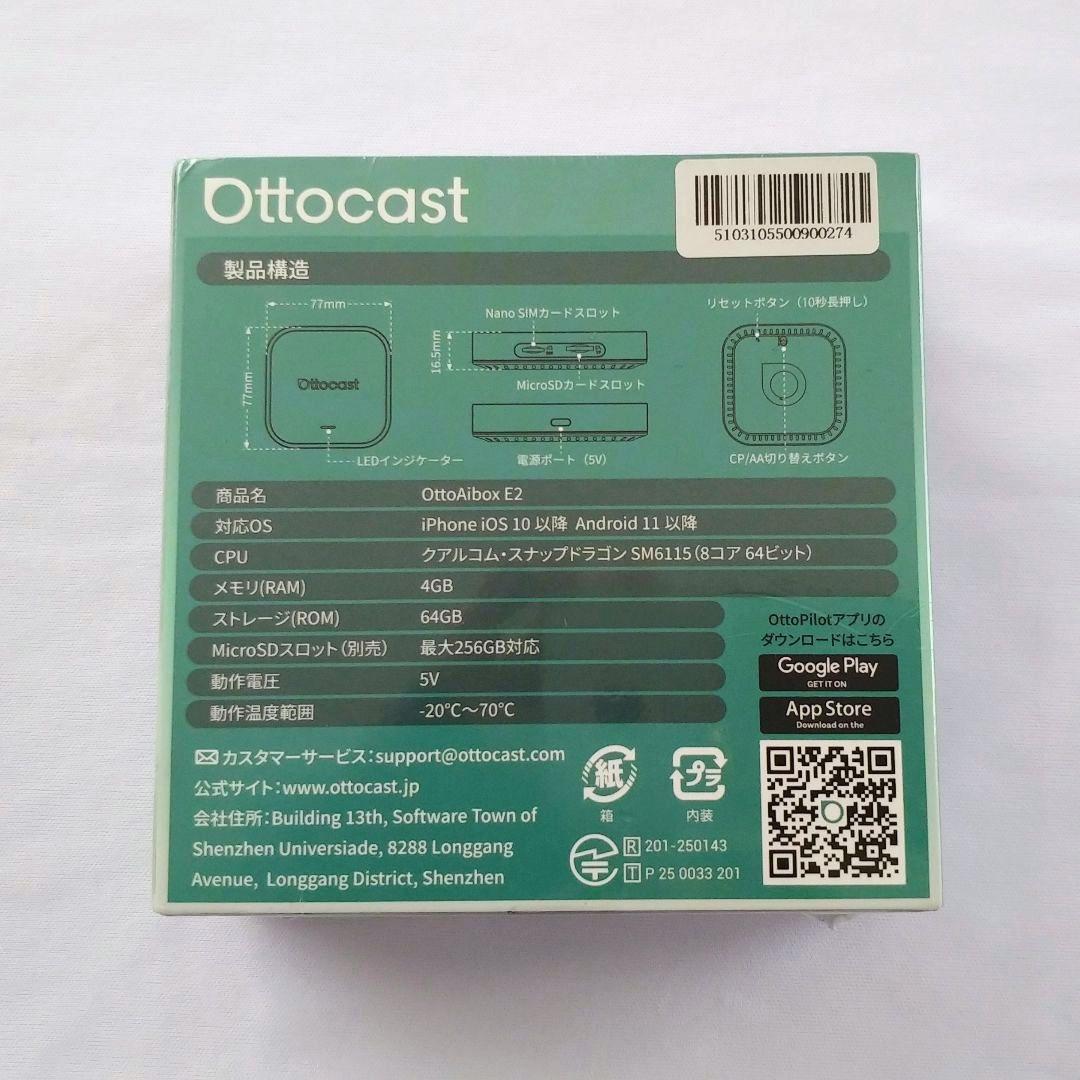 Ottocast
5103105500900274
製品構造
77mm
77mm
Ottocast
LEDインジケーター
Nano SIMカードスロット
16.5mm
MicroSDカードスロット
電源ポート（5V）
リセットボタン（10秒長押し）
CP/AA切り替えボタン
商品名 OttoAibox E2
対応OS iPhone iOS 10 以降 Android 11 以降
CPU クアルコム・スナップドラゴン SM6115（8コア 64ビット）
メモリ(RAM) 4GB
ストレージ(ROM) 64GB
MicroSDスロット（別売） 最大256GB対応
動作電圧 5V
動作温度範囲 -20℃～70℃
OttoPilotアプリの
ダウンロードはこちら
Google Play
GET IT ON
App Store
Download on the
カスタマーサービス：support@ottocast.com
公式サイト：www.ottocast.jp
会社住所：Building 13th, Software Town of
Shenzhen Universiade, 8288 Longgang
Avenue, Longgang District, Shenzhen
紙
箱
プラ
内装
R 201-250143
T P 25 0033 201